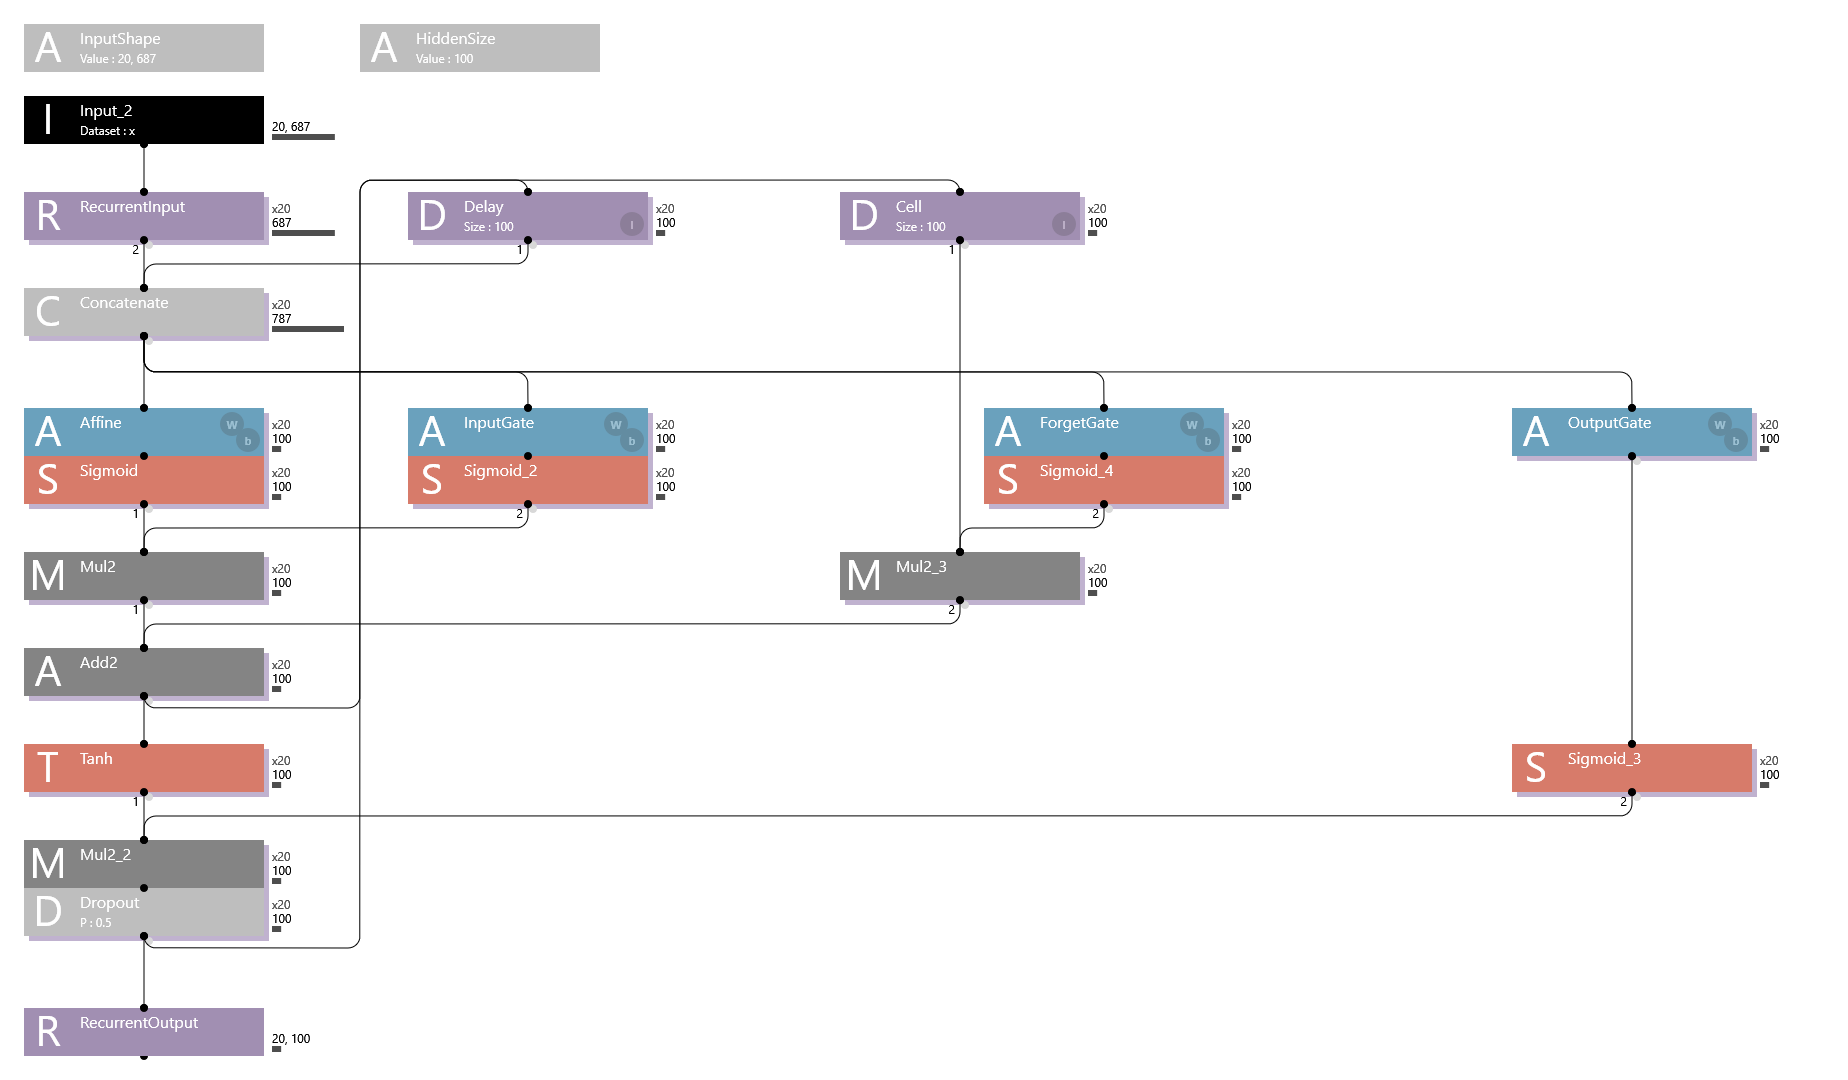 A InputShape
Value : 20, 687
A HiddenSize
Value : 100
I Input_2
Dataset : x
20, 687
R RecurrentInput
x20
687
2
D Delay
Size : 100
I
x20
100
1
D Cell
Size : 100
I
x20
100
1
C Concatenate
x20
787
A Affine
W
b
x20
100
A InputGate
W
b
x20
100
A ForgetGate
W
b
x20
100
A OutputGate
W
b
x20
100
S Sigmoid
x20
100
1
S Sigmoid_2
x20
100
2
S Sigmoid_4
x20
100
2
M Mul2
x20
100
1
M Mul2_3
x20
100
2
A Add2
x20
100
T Tanh
x20
100
1
S Sigmoid_3
x20
100
2
M Mul2_2
x20
100
D Dropout
P : 0.5
x20
100
R RecurrentOutput
20, 100